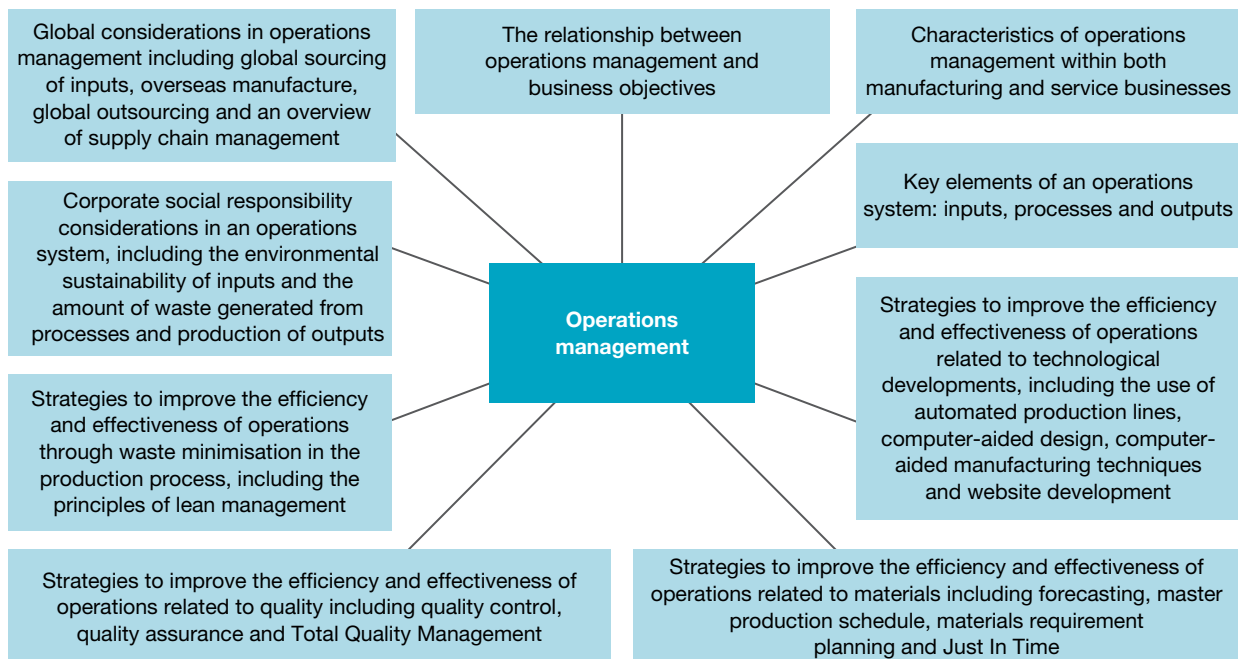 Global considerations in operations
management including global sourcing
of inputs, overseas manufacture,
global outsourcing and an overview
of supply chain management
The relationship between
operations management and
business objectives
Characteristics of operations
management within both
manufacturing and service businesses
Corporate social responsibility
considerations in an operations
system, including the environmental
sustainability of inputs and the
amount of waste generated from
processes and production of outputs
Key elements of an operations
system: inputs, processes and outputs
Operations
management
Strategies to improve the efficiency
and effectiveness of operations
related to technological
developments, including the use of
automated production lines,
computer-aided design, computer-
aided manufacturing techniques
and website development
Strategies to improve the efficiency
and effectiveness of operations
through waste minimisation in the
production process, including the
principles of lean management
Strategies to improve the efficiency and effectiveness of
operations related to quality including quality control,
quality assurance and Total Quality Management
Strategies to improve the efficiency and effectiveness of
operations related to materials including forecasting, master
production schedule, materials requirement
planning and Just In Time